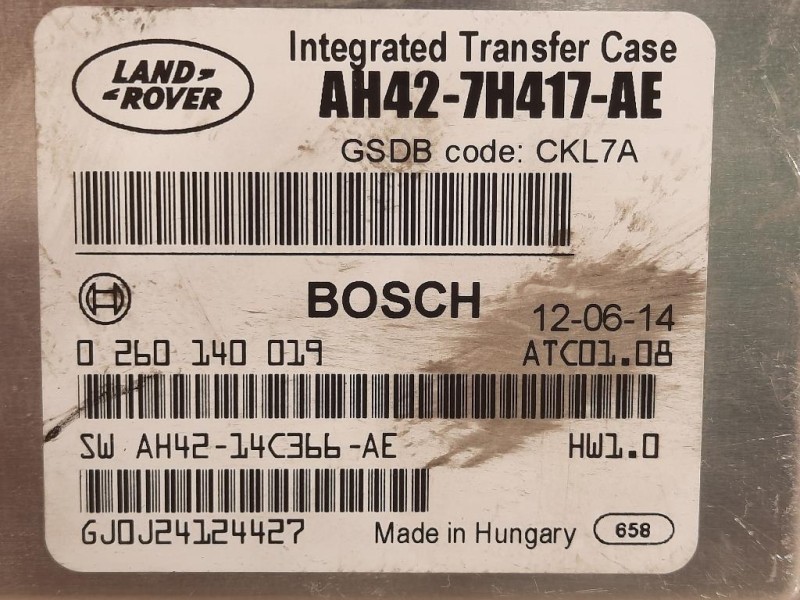 LAND
ROVER
Integrated Transfer Case
AH42-7H417-AE
GSDB code: CKL7A
BOSCH
12-06-14
0 260 140 019
ATC01.08
SW AH42-14C366-AE
HW1.0
GJ0J24124427
Made in Hungary
658